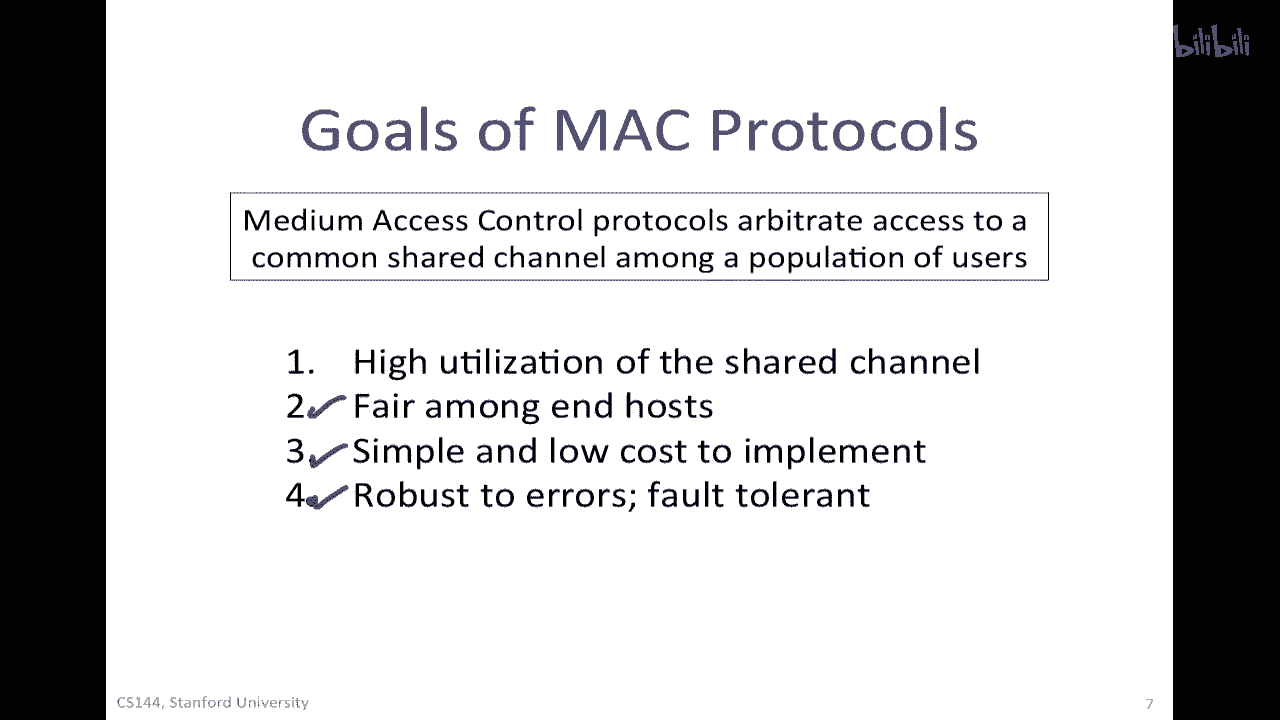 bilibili
Goals of MAC Protocols
Medium Access Control protocols arbitrate access to a
common shared channel among a population of users
1. High utilization of the shared channel
2. Fair among end hosts
3. Simple and low cost to implement
4. Robust to errors; fault tolerant
CS144, Stanford University
7